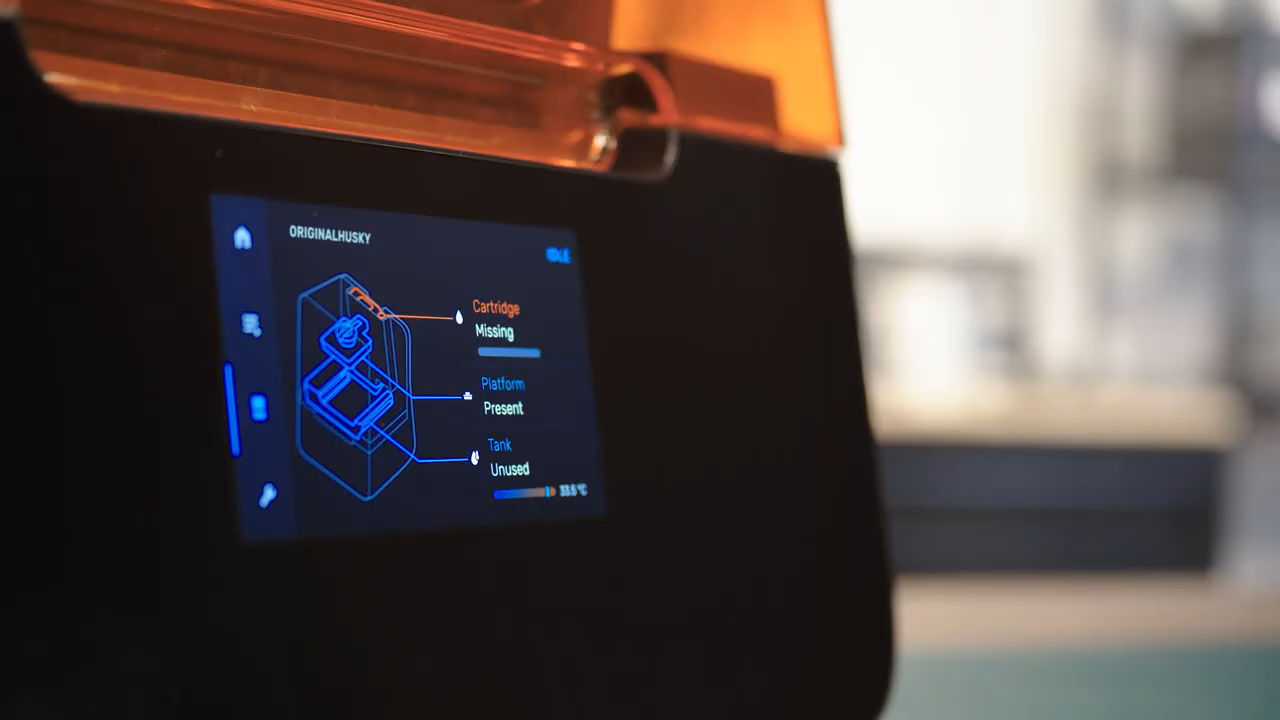 ORIGINALHUSKY
IDLE
Cartridge
Missing
Platform
Present
Tank
Unused
33.5 °C